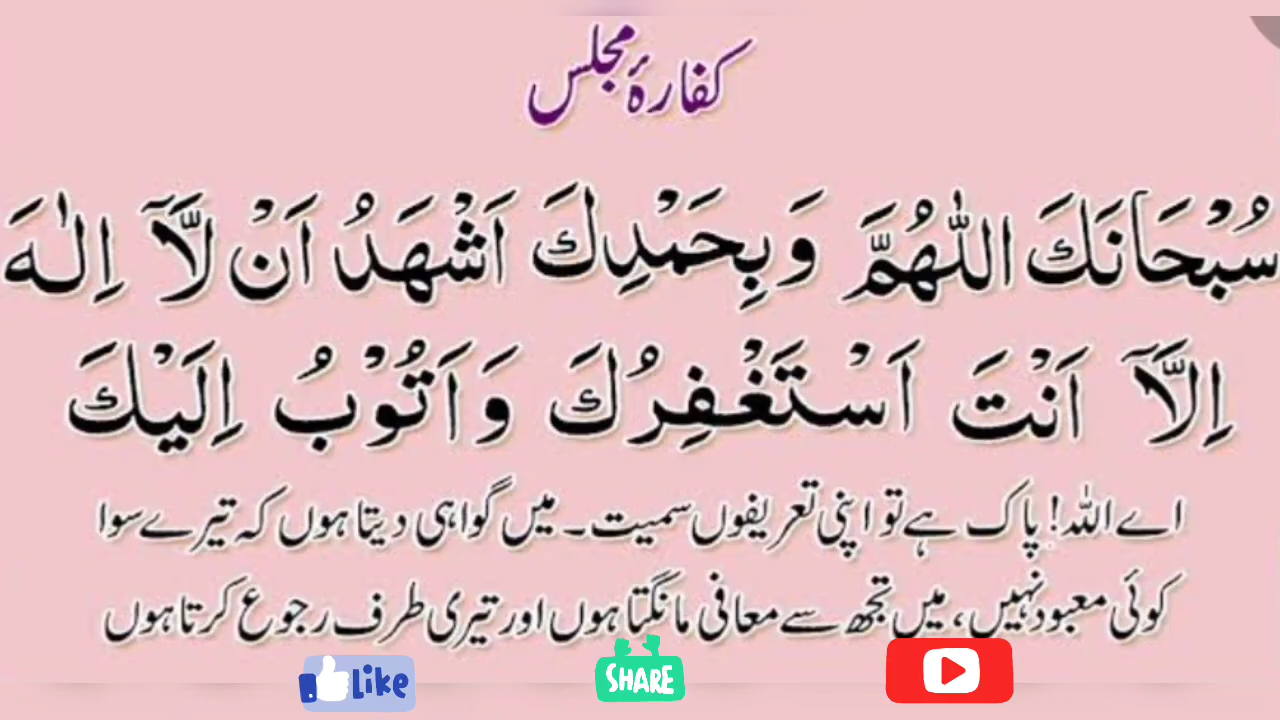 کفارۂ مجلس
سُبْحَانَكَ اللّٰهُمَّ وَبِحَمْدِكَ اَشْهَدُ اَنْ لَّآ اِلٰهَ
اِلَّآ اَنْتَ اَسْتَغْفِرُكَ وَاَتُوْبُ اِلَيْكَ
اے اللہ! پاک ہے تو اپنی تعریفوں سمیت۔ میں گواہی دیتا ہوں کہ تیرے سوا
کوئی معبود نہیں، میں تجھ سے معافی مانگتا ہوں اور تیری طرف رجوع کرتا ہوں
Like
SHARE